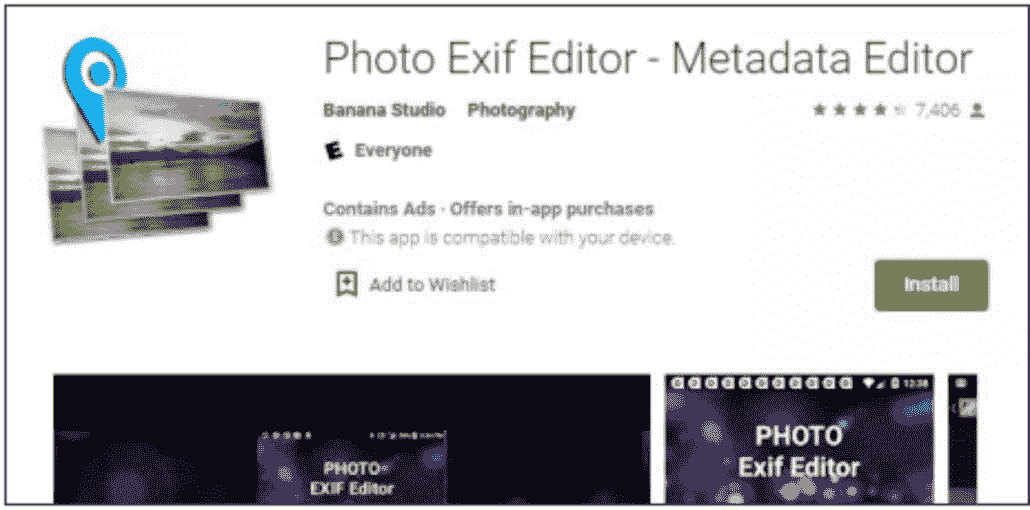 Photo Exif Editor - Metadata Editor
Banana Studio Photography 7,406
E Everyone
Contains Ads · Offers in-app purchases
This app is compatible with your device.
Add to Wishlist
Install
12:38
PHOTO
Exif Editor
PHOTO
EXIF Editor